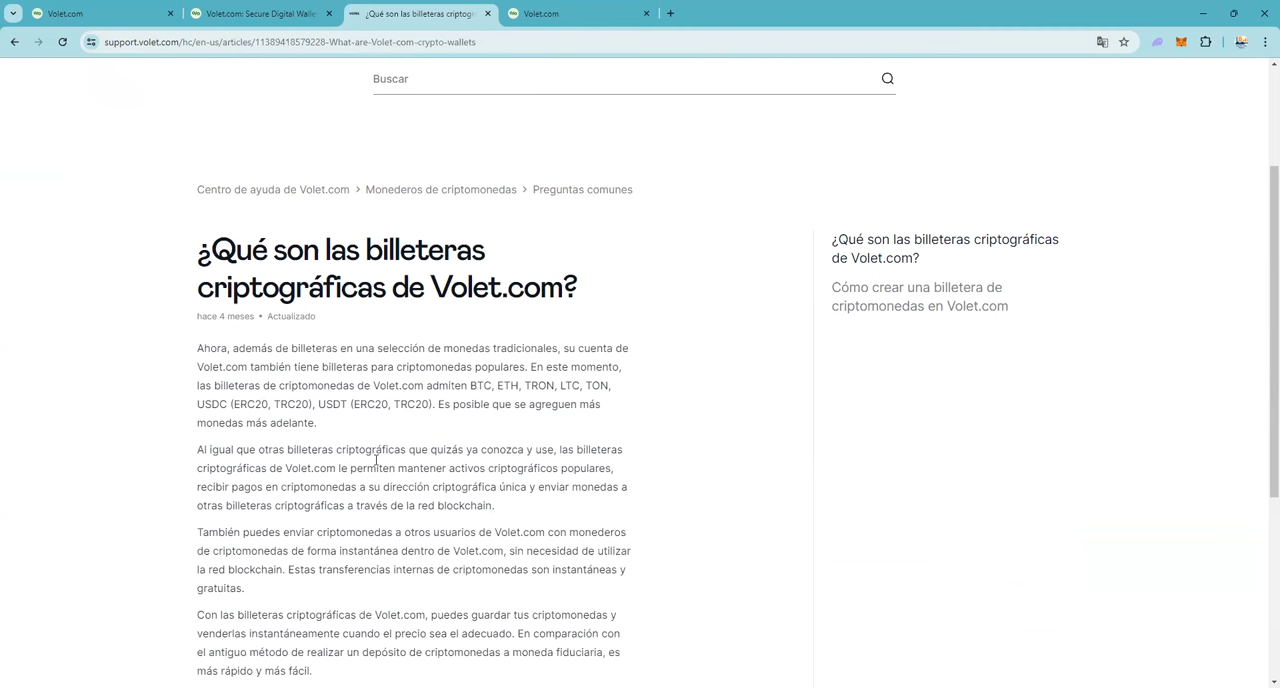 Volet.com
Volet.com: Secure Digital Walle
¿Qué son las billeteras criptogr
Volet.com
support.volet.com/hc/en-us/articles/11389418579228-What-are-Volet-com-crypto-wallets
Buscar
Centro de ayuda de Volet.com > Monederos de criptomonedas > Preguntas comunes
¿Qué son las billeteras
criptográficas de Volet.com?
hace 4 meses • Actualizado
Ahora, además de billeteras en una selección de monedas tradicionales, su cuenta de
Volet.com también tiene billeteras para criptomonedas populares. En este momento,
las billeteras de criptomonedas de Volet.com admiten BTC, ETH, TRON, LTC, TON,
USDC (ERC20, TRC20), USDT (ERC20, TRC20). Es posible que se agreguen más
monedas más adelante.
Al igual que otras billeteras criptográficas que quizás ya conozca y use, las billeteras
criptográficas de Volet.com le permiten mantener activos criptográficos populares,
recibir pagos en criptomonedas a su dirección criptográfica única y enviar monedas a
otras billeteras criptográficas a través de la red blockchain.
También puedes enviar criptomonedas a otros usuarios de Volet.com con monederos
de criptomonedas de forma instantánea dentro de Volet.com, sin necesidad de utilizar
la red blockchain. Estas transferencias internas de criptomonedas son instantáneas y
gratuitas.
Con las billeteras criptográficas de Volet.com, puedes guardar tus criptomonedas y
venderlas instantáneamente cuando el precio sea el adecuado. En comparación con
el antiguo método de realizar un depósito de criptomonedas a moneda fiduciaria, es
más rápido y más fácil.
¿Qué son las billeteras criptográficas
de Volet.com?
Cómo crear una billetera de
criptomonedas en Volet.com